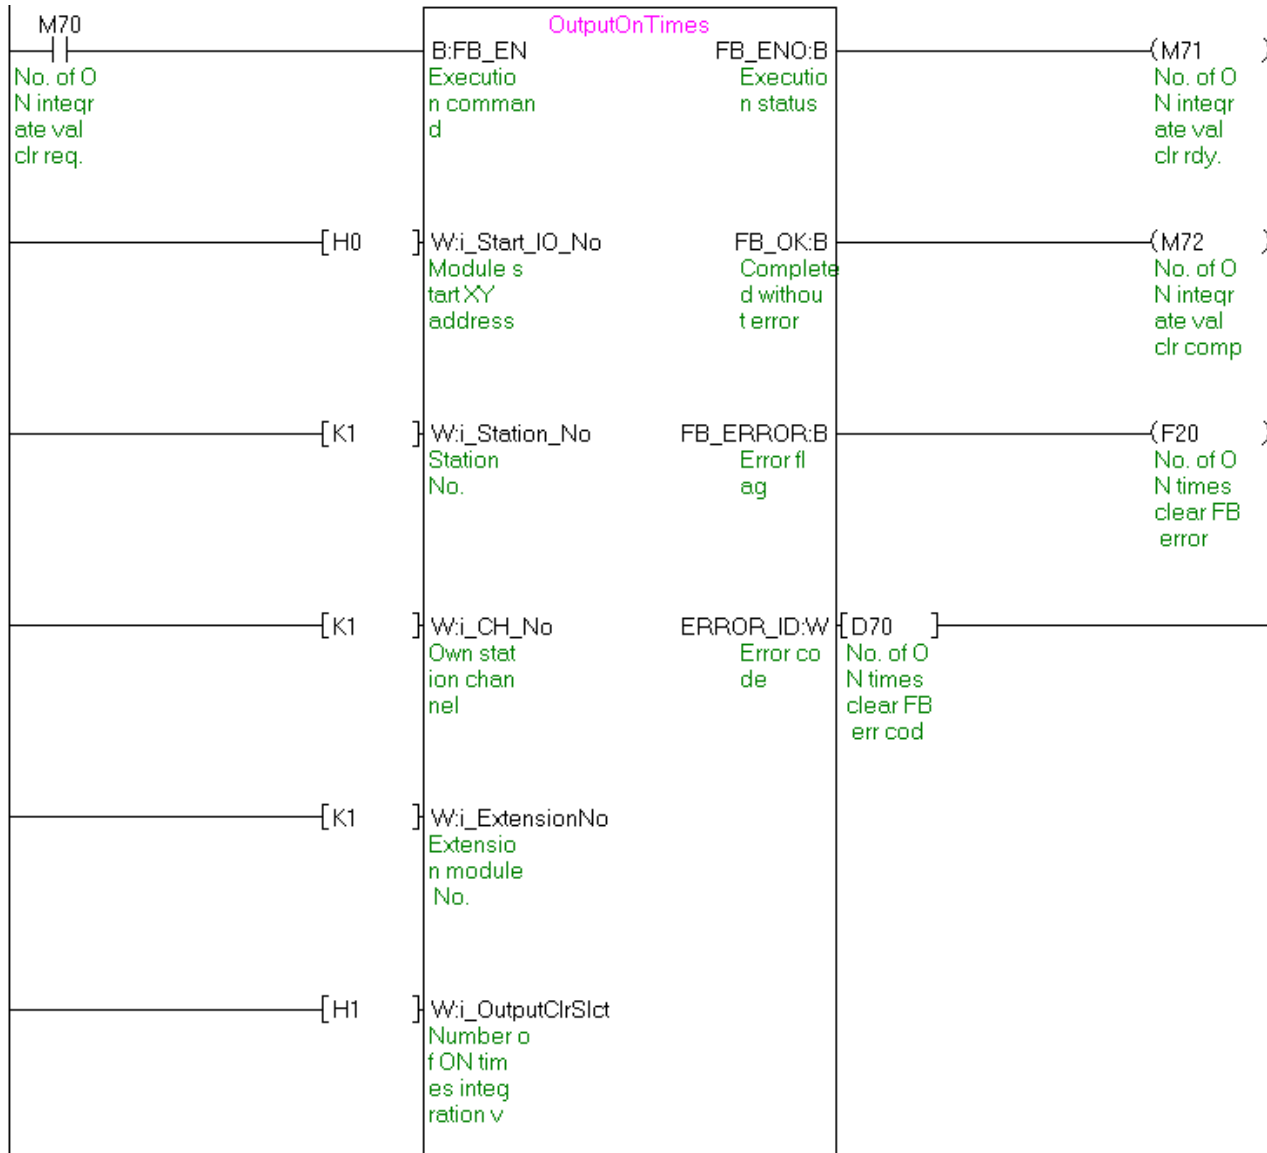 M70
OutputOnTimes
B:FB_EN
FB_ENO:B
(M71 )
No. of O
N integr
ate val
clr req.
Executio
n comman
d
Executio
n status
No. of O
N integr
ate val
clr rdy.
[H0 ]
W:i_Start_IO_No
FB_OK:B
(M72 )
Module s
tart XY
address
Complete
d withou
t error
No. of O
N integr
ate val
clr comp
[K1 ]
W:i_Station_No
FB_ERROR:B
(F20 )
Station
No.
Error fl
ag
No. of O
N times
clear FB
error
[K1 ]
W:i_CH_No
ERROR_ID:W
[D70 ]
Own stat
ion chan
nel
Error co
de
No. of O
N times
clear FB
err cod
[K1 ]
W:i_ExtensionNo
Extensio
n module
No.
[H1 ]
W:i_OutputClrSlct
Number o
f ON tim
es integ
ration v